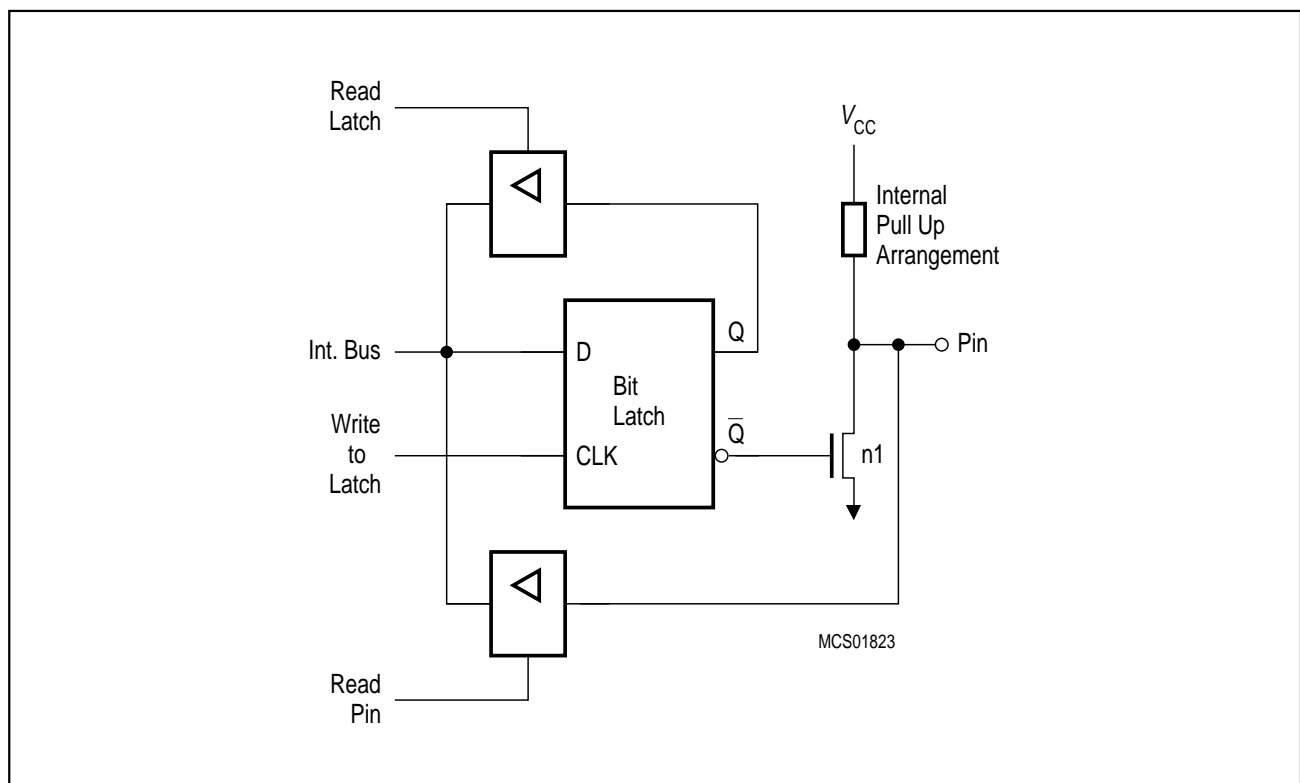 Read
Latch
V_CC
Internal
Pull Up
Arrangement
Q
Int. Bus
D
Pin
Bit
Latch
Write
to
Latch
Q̅
CLK
n1
MCS01823
Read
Pin